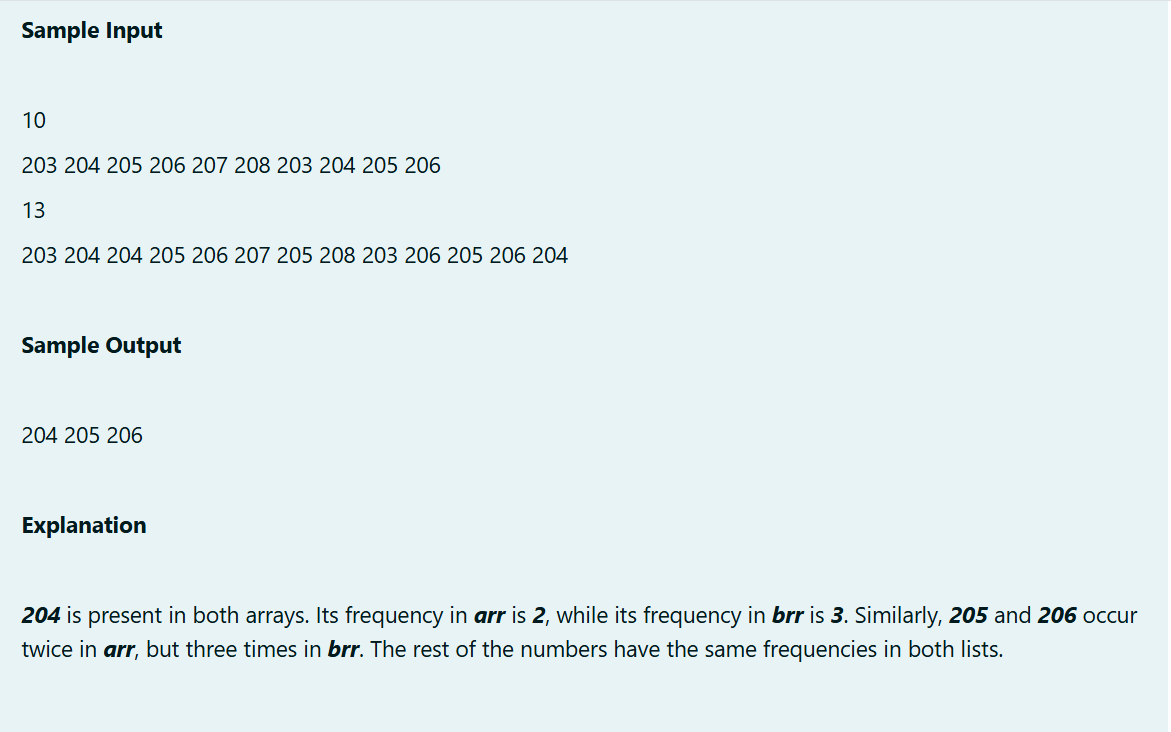 Sample Input
10
203 204 205 206 207 208 203 204 205 206
13
203 204 204 205 206 207 205 208 203 206 205 206 204
Sample Output
204 205 206
Explanation
204 is present in both arrays. Its frequency in arr is 2, while its frequency in brr is 3. Similarly, 205 and 206 occur
twice in arr, but three times in brr. The rest of the numbers have the same frequencies in both lists.